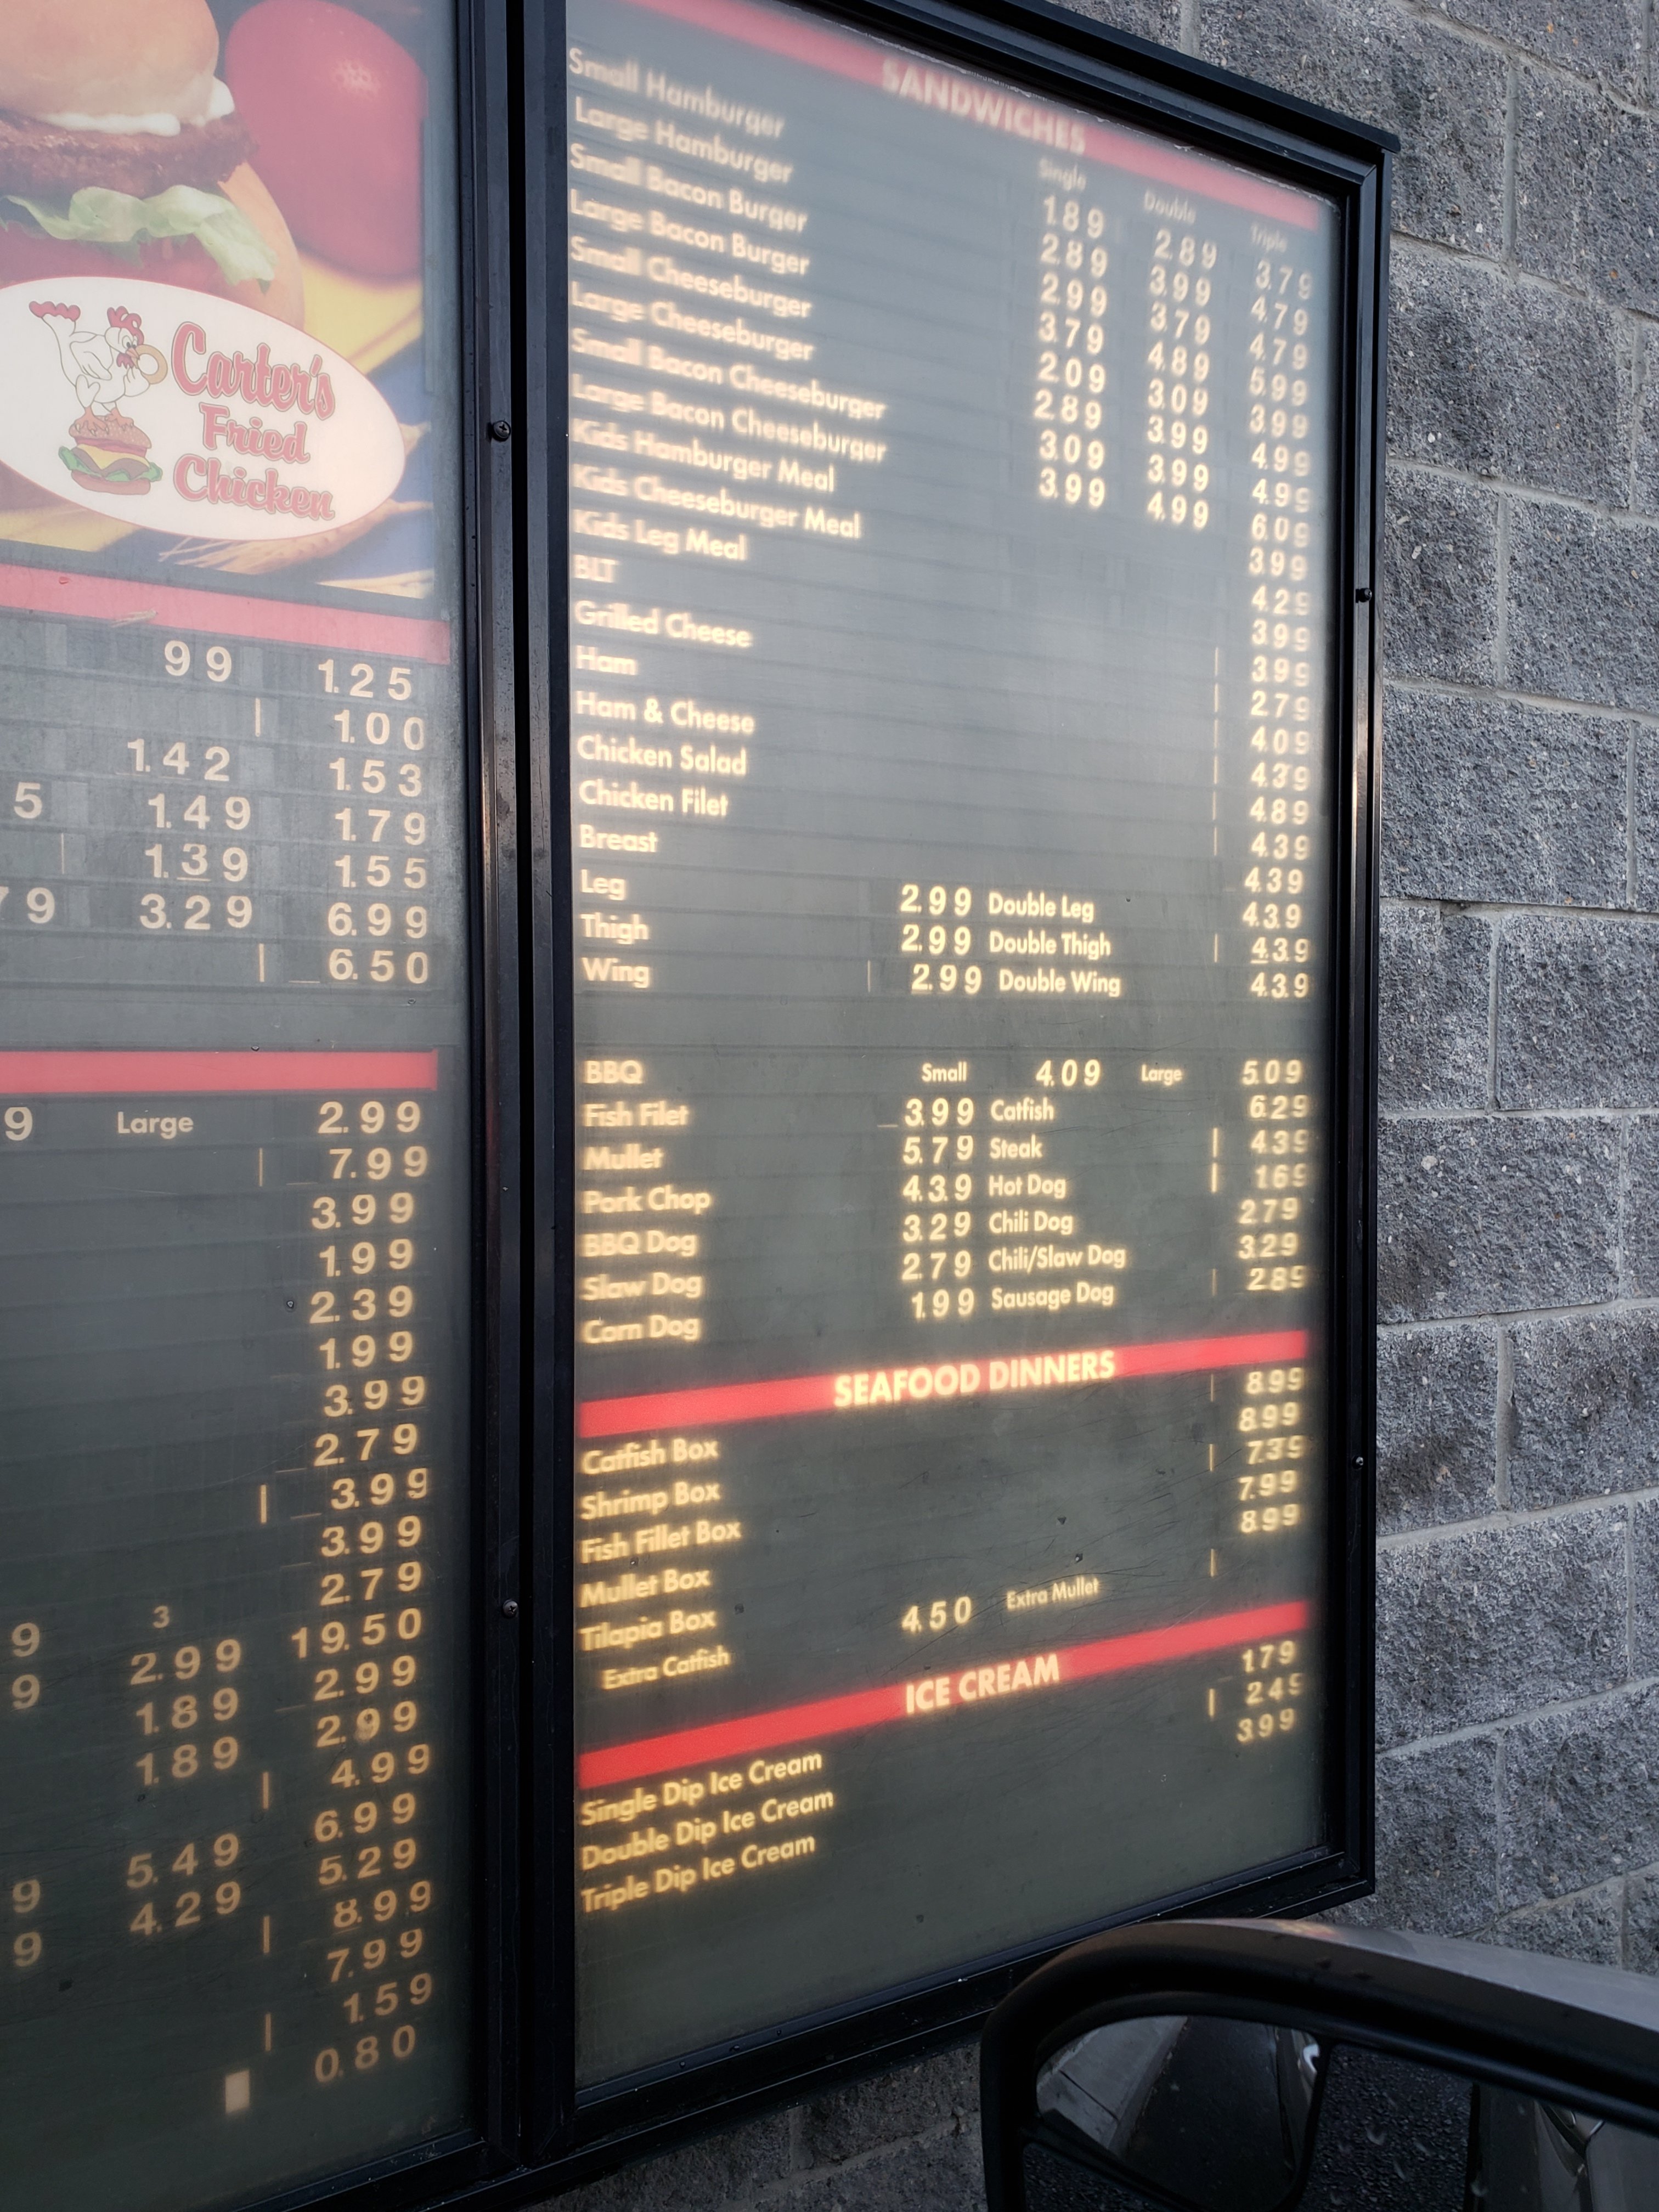 Carter's
Fried
Chicken
99 1.25
1.00
1.42 1.53
5 1.49 1.79
1.39 1.55
79 3.29 6.99
6.50
9 Large 2.99
7.99
3.99
1.99
2.39
1.99
3.99
2.79
3.99
3.99
2.79
3 19.50
9 2.99 2.99
9 1.89 2.99
1.89 4.99
6.99
5.49 5.29
9 4.29 8.99
9 7.99
1.59
0.80
SANDWICHES
Single Double Triple
Small Hamburger 1.89 2.89 3.79
Large Hamburger 2.89 3.99 4.79
Small Bacon Burger 2.99 3.79 4.79
Large Bacon Burger 3.79 4.89 5.99
Small Cheeseburger 2.09 3.09 3.99
Large Cheeseburger 2.89 3.99 4.99
Small Bacon Cheeseburger 3.09 3.99 4.99
Large Bacon Cheeseburger 3.99 4.99 6.09
Kids Hamburger Meal 3.99
Kids Cheeseburger Meal 4.29
Kids Leg Meal 3.99
BLT 3.99
Grilled Cheese 2.79
Ham 4.09
Ham & Cheese 4.39
Chicken Salad 4.89
Chicken Filet 4.39
Breast 4.39
Leg 2.99 Double Leg 4.39
Thigh 2.99 Double Thigh 4.39
Wing 2.99 Double Wing 4.39
BBQ Small 4.09 Large 5.09
Fish Filet 3.99 Catfish 6.29
Mullet 5.79 Steak 4.39
Pork Chop 4.39 Hot Dog 1.69
BBQ Dog 3.29 Chili Dog 2.79
Slaw Dog 2.79 Chili/Slaw Dog 3.29
Corn Dog 1.99 Sausage Dog 2.89
SEAFOOD DINNERS
Catfish Box 8.99
Shrimp Box 8.99
Fish Fillet Box 7.39
Mullet Box 7.99
Tilapia Box 8.99
Extra Catfish 4.50 Extra Mullet
ICE CREAM
Single Dip Ice Cream 1.79
Double Dip Ice Cream 2.49
Triple Dip Ice Cream 3.99